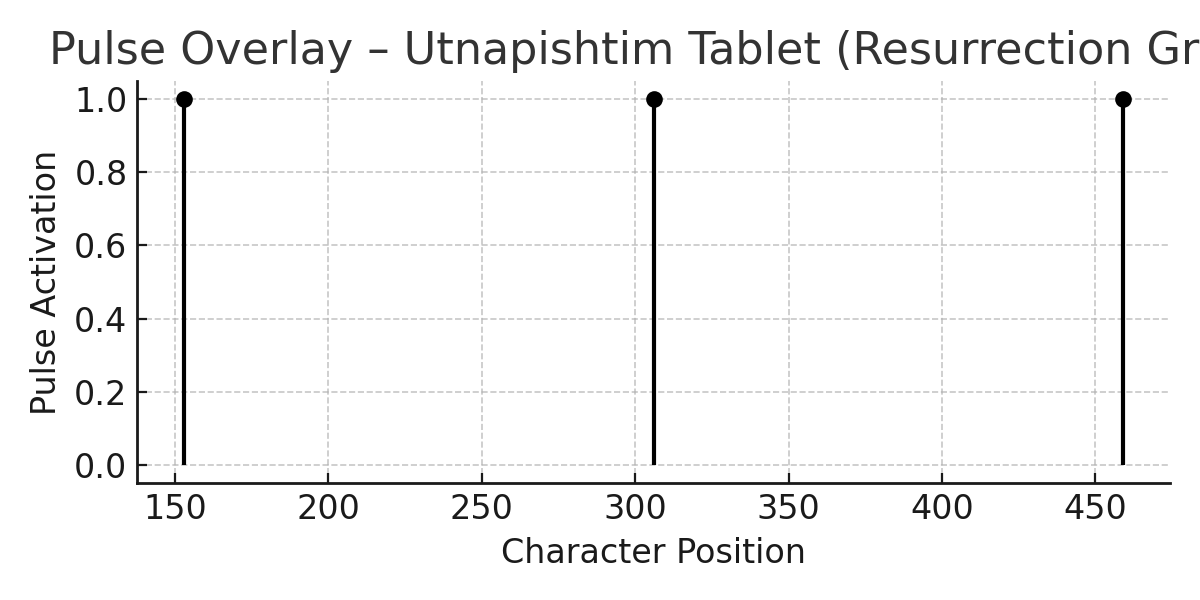 Pulse Overlay – Utnapishtim Tablet (Resurrection Gr
1.0
0.8
0.6
0.4
0.2
0.0
Pulse Activation
150 200 250 300 350 400 450
Character Position